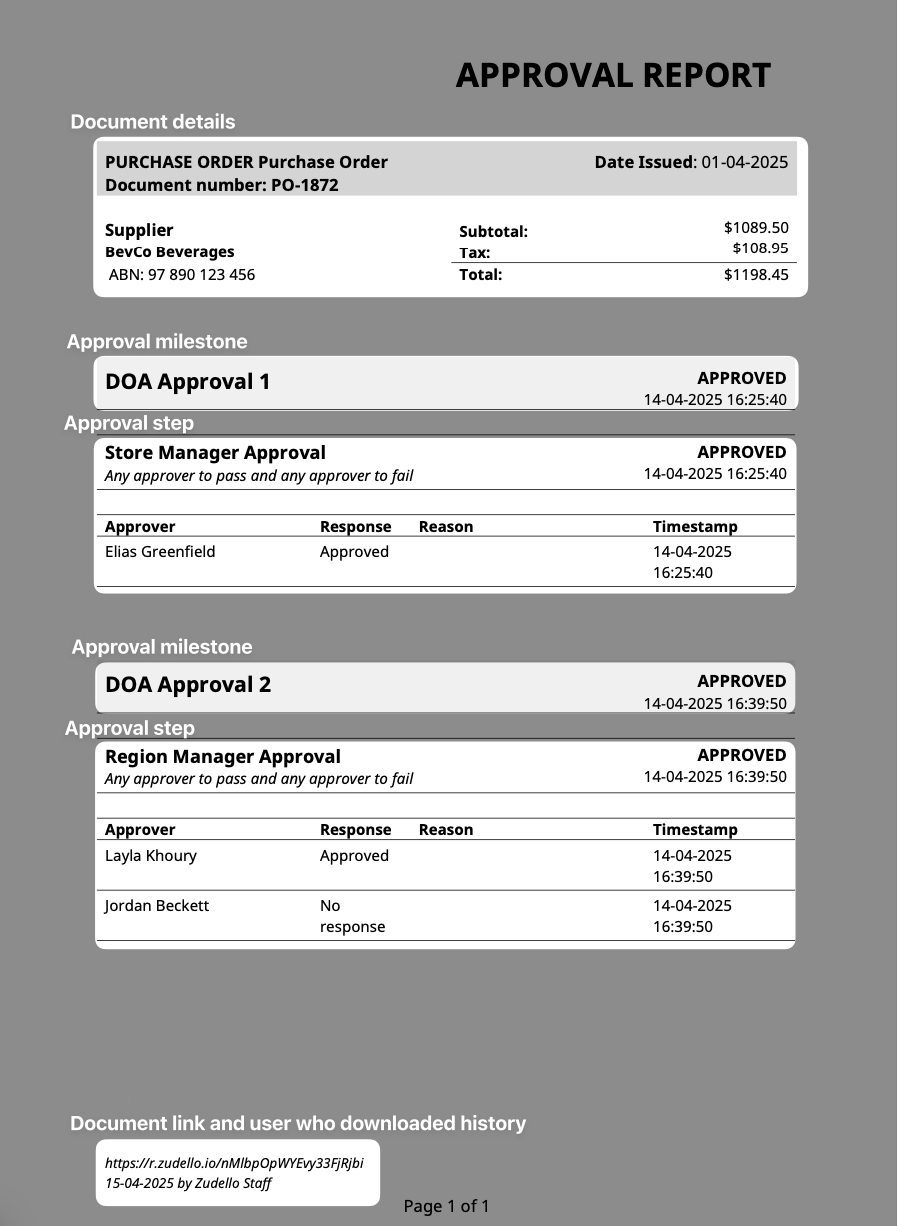 APPROVAL REPORT
Document details
PURCHASE ORDER Purchase Order
Date Issued: 01-04-2025
Document number: PO-1872
Supplier
BevCo Beverages
ABN: 97 890 123 456
Subtotal: $1089.50
Tax: $108.95
Total: $1198.45
Approval milestone
DOA Approval 1
APPROVED
14-04-2025 16:25:40
Approval step
Store Manager Approval
APPROVED
Any approver to pass and any approver to fail
14-04-2025 16:25:40
Approver Response Reason Timestamp
Elias Greenfield Approved 14-04-2025
16:25:40
Approval milestone
DOA Approval 2
APPROVED
14-04-2025 16:39:50
Approval step
Region Manager Approval
APPROVED
Any approver to pass and any approver to fail
14-04-2025 16:39:50
Approver Response Reason Timestamp
Layla Khoury Approved 14-04-2025
16:39:50
Jordan Beckett No 14-04-2025
response 16:39:50
Document link and user who downloaded history
https://r.zudello.io/nMlbpOpWYEvy33FjRjbi
15-04-2025 by Zudello Staff
Page 1 of 1